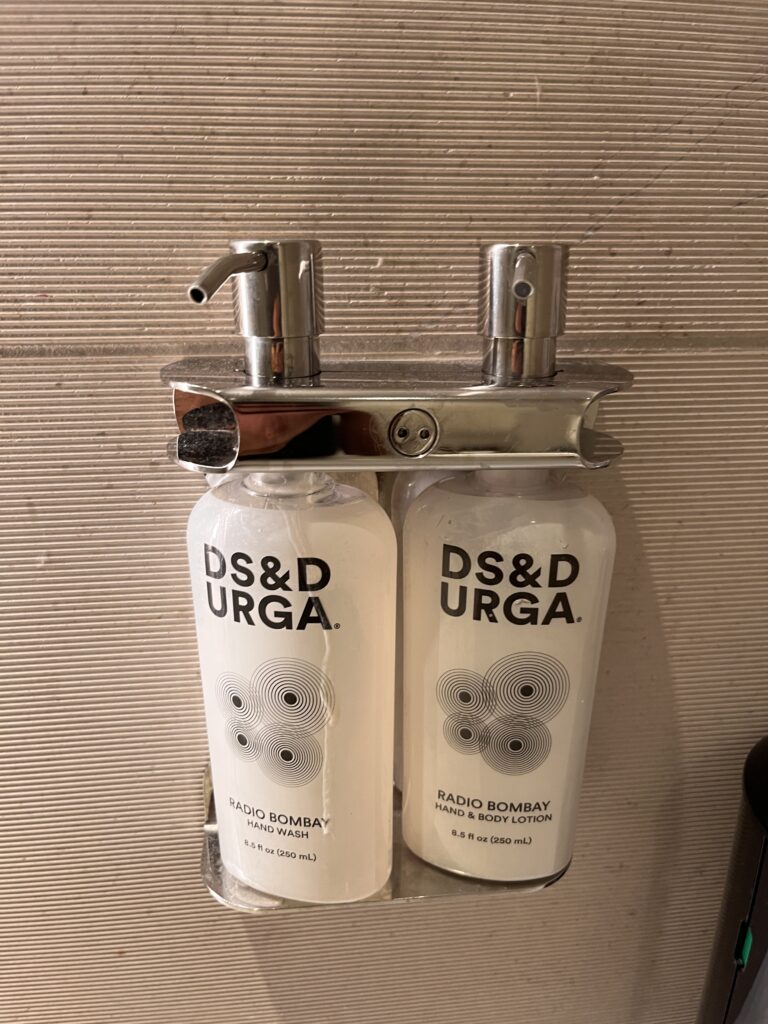 DS&D
URGA®
RADIO BOMBAY
HAND WASH
8.5 fl oz (250 mL)
DS&D
URGA®
RADIO BOMBAY
HAND & BODY LOTION
8.5 fl oz (250 mL)